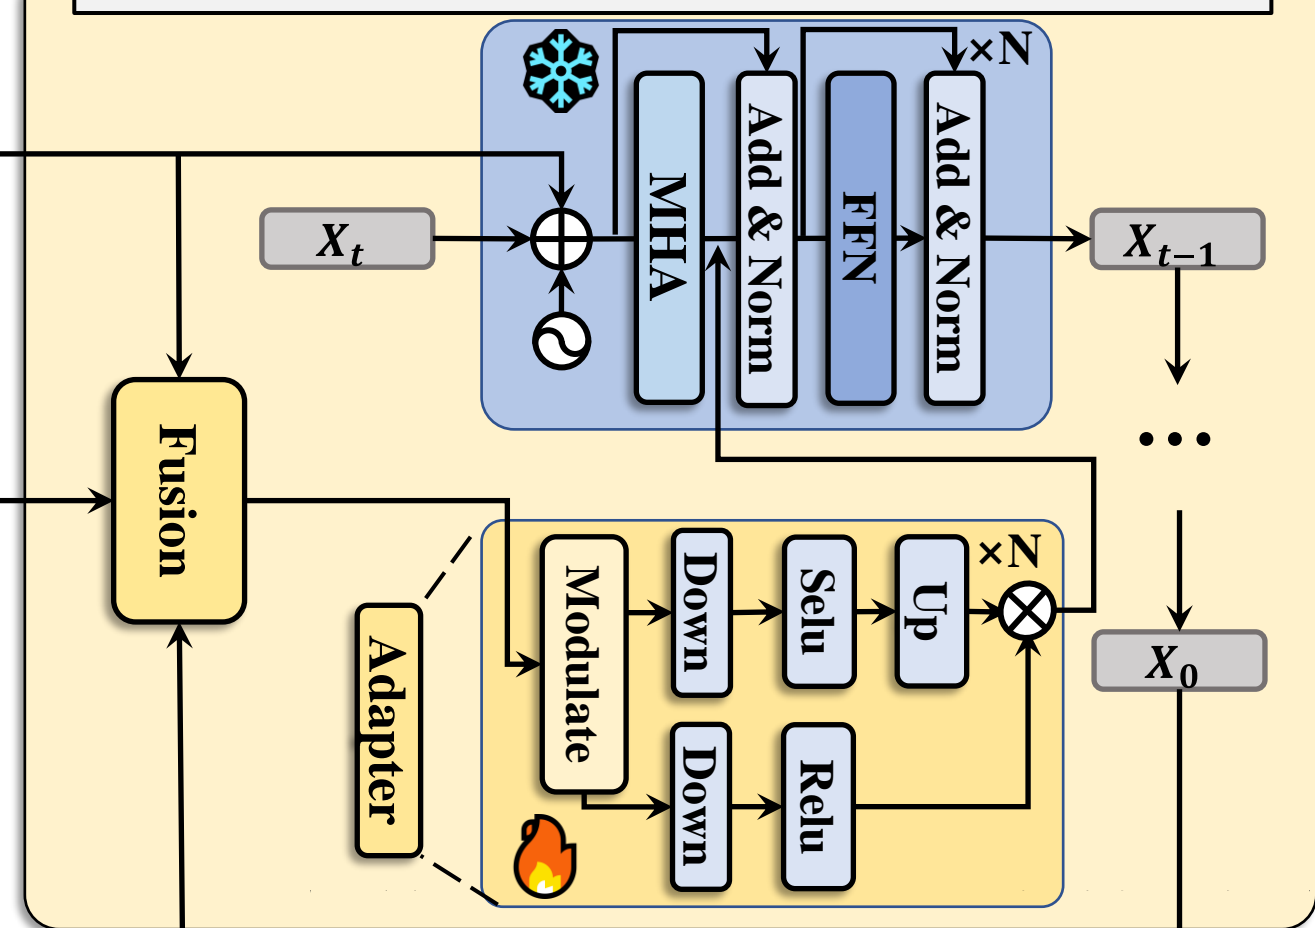 ×N
MHA
Add & Norm
FFN
Add & Norm
X_t
X_{t−1}
...
Fusion
Adapter
×N
Modulate
Down
Selu
Up
Down
Relu
X_0